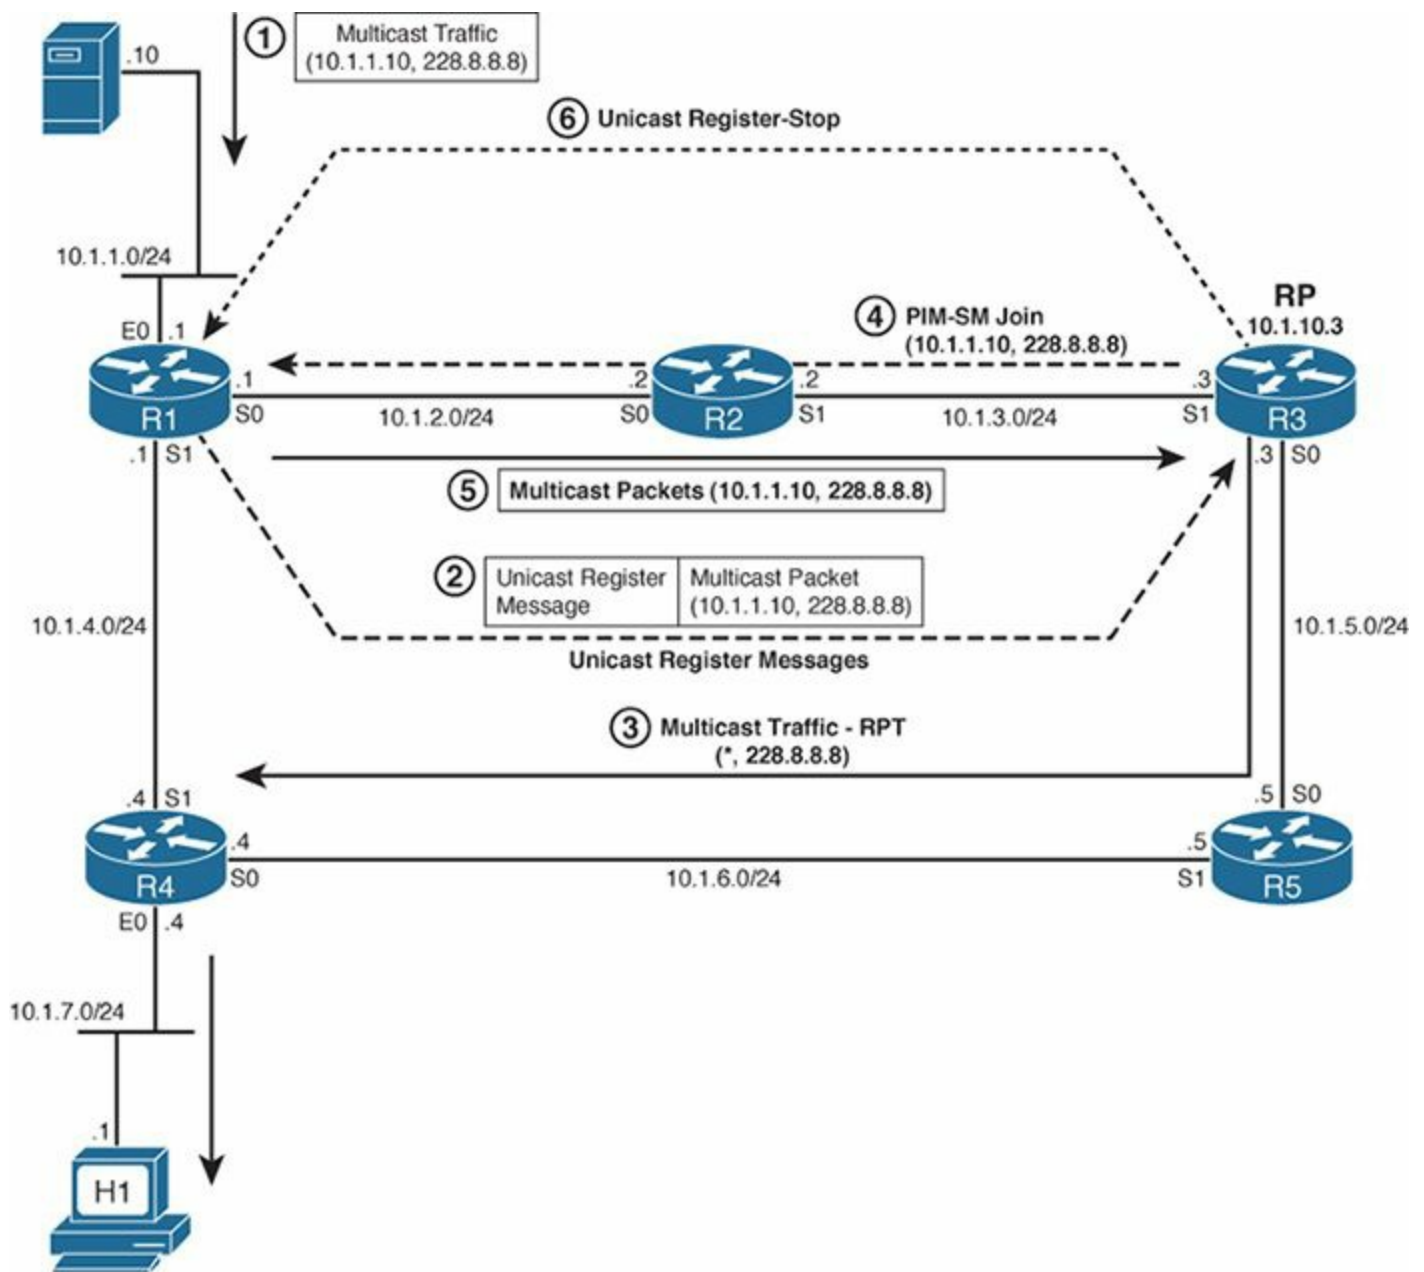 1
Multicast Traffic
(10.1.1.10, 228.8.8.8)
.10
6 Unicast Register-Stop
10.1.1.0/24
E0 .1
RP
10.1.10.3
4 PIM-SM Join
(10.1.1.10, 228.8.8.8)
R1
.1
S0
10.1.2.0/24
.2
S0
R2
.2
S1
10.1.3.0/24
.3
S1
R3
.1 S1
.3 S0
5 Multicast Packets (10.1.1.10, 228.8.8.8)
2
Unicast Register
Message
Multicast Packet
(10.1.1.10, 228.8.8.8)
Unicast Register Messages
10.1.4.0/24
10.1.5.0/24
3 Multicast Traffic - RPT
(*, 228.8.8.8)
.4 S1
.5 S0
R4
.4
S0
10.1.6.0/24
.5
S1
R5
E0 .4
10.1.7.0/24
.1
H1